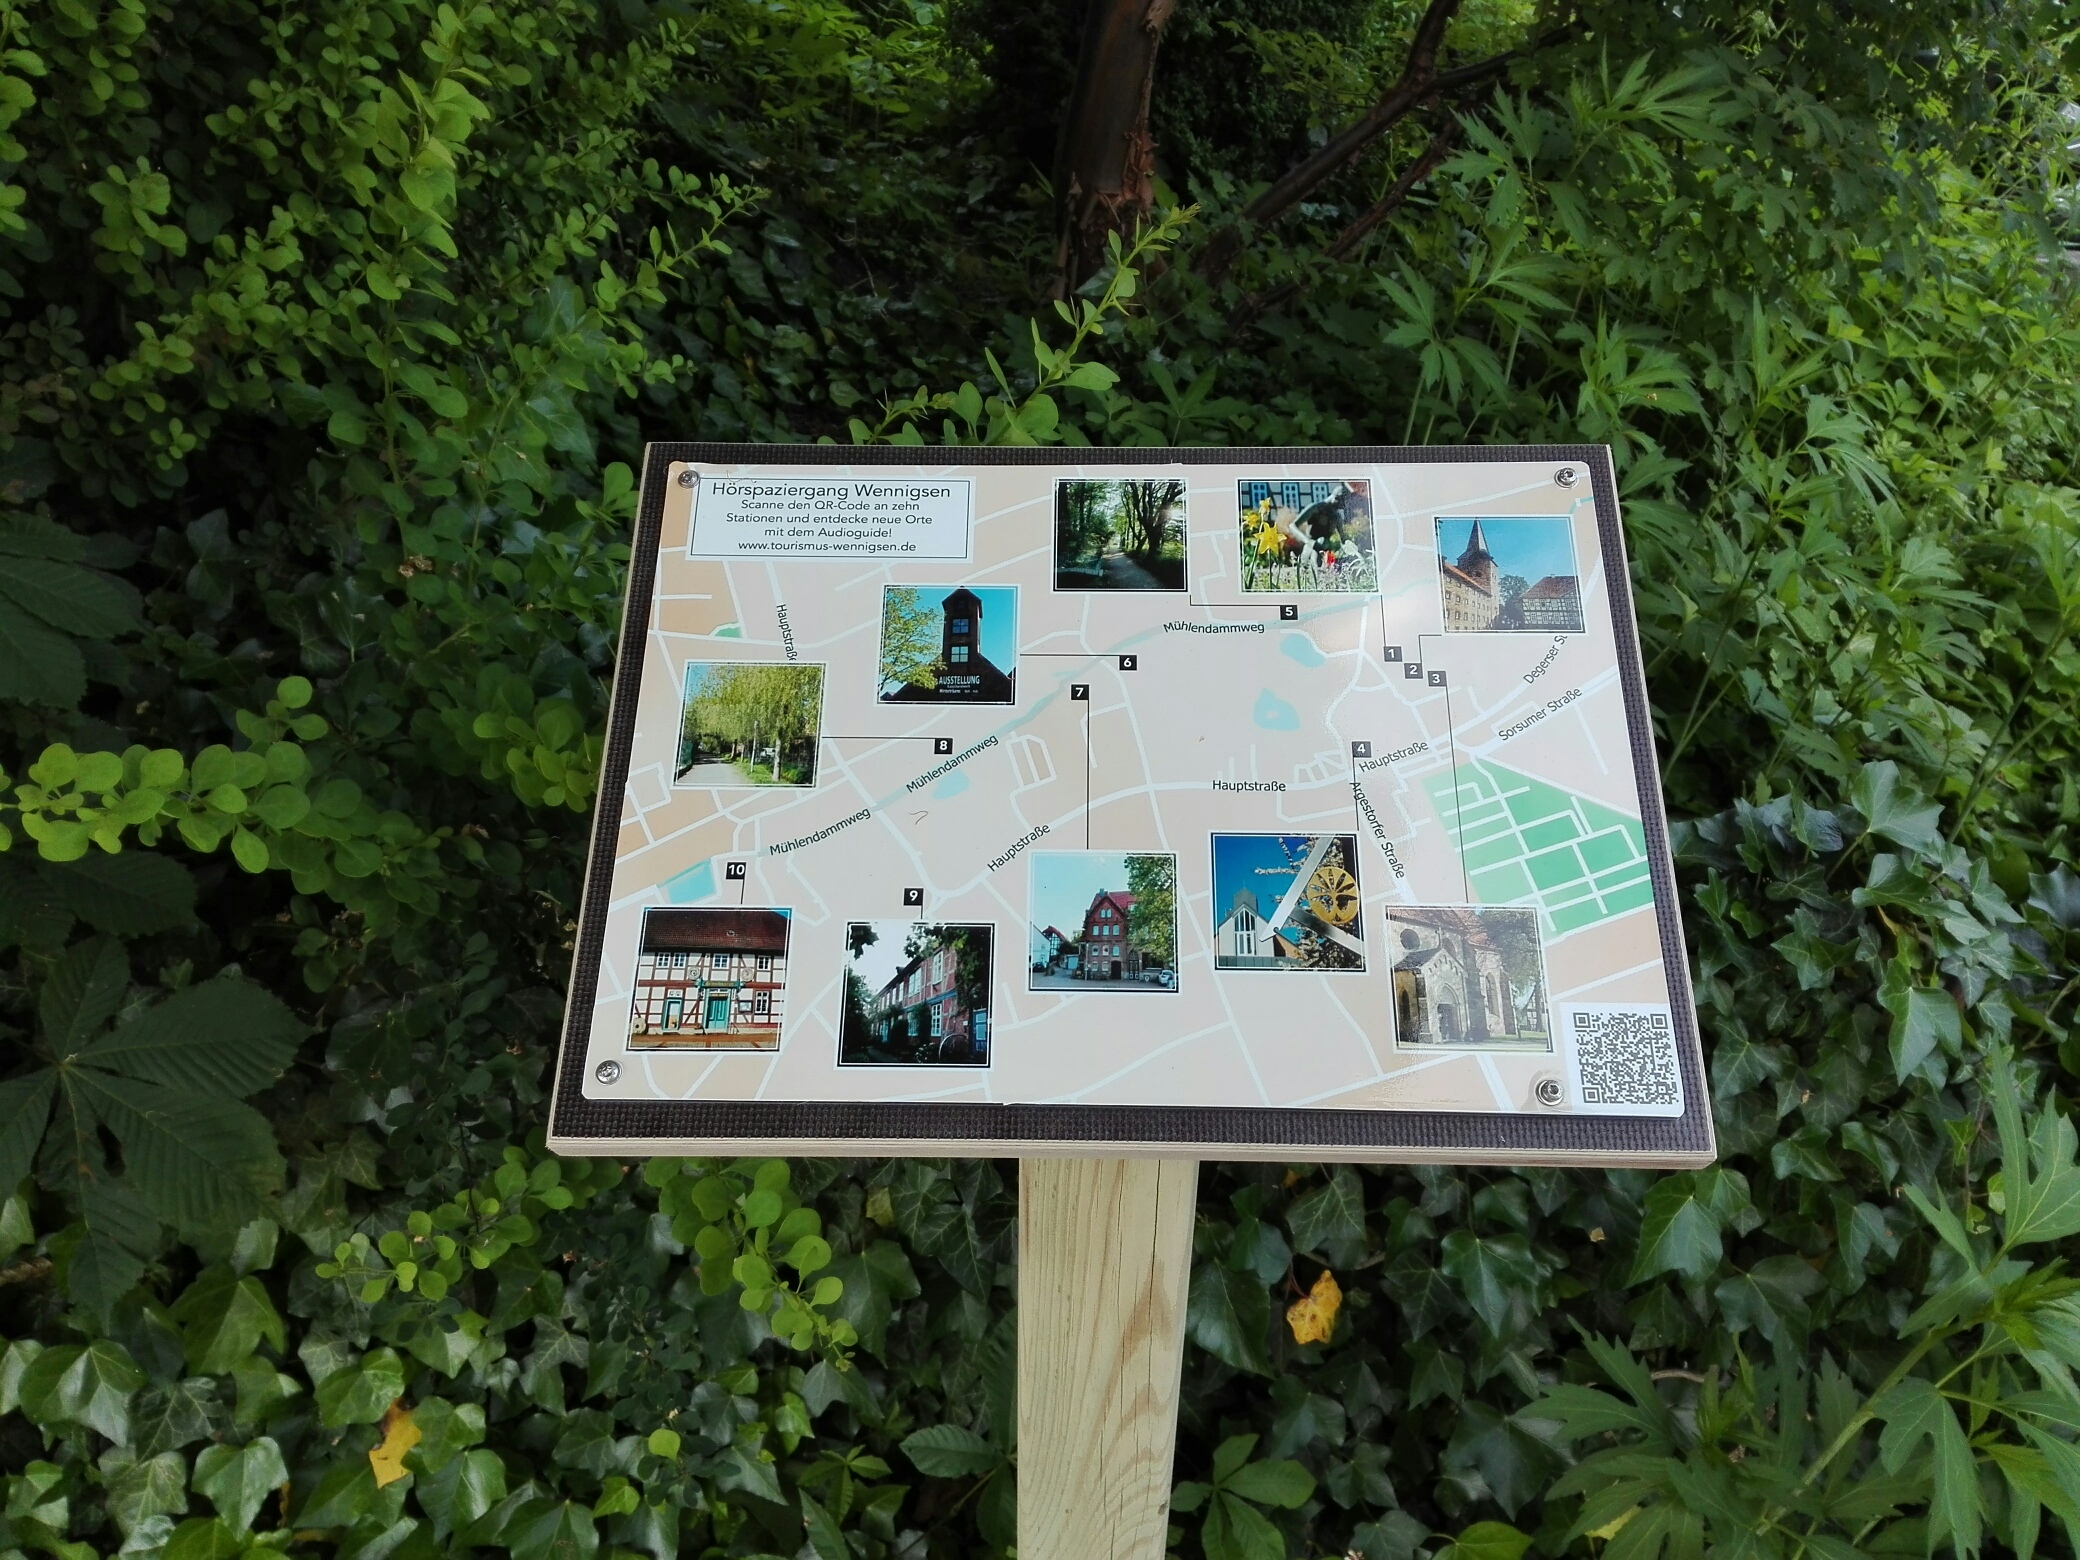 Hörspaziergang Wennigsen
Scanne den QR-Code an zehn
Stationen und entdecke neue Orte
mit dem Audioguide!
www.tourismus-wennigsen.de
Hauptstraße
Mühlendammweg
5
6
7
1
2
3
Degerser St
Sorsumer Straße
AUSSTELLUNG
8
Mühlendammweg
4
Hauptstraße
Hauptstraße
Argestorfer Straße
Mühlendammweg
Hauptstraße
10
9